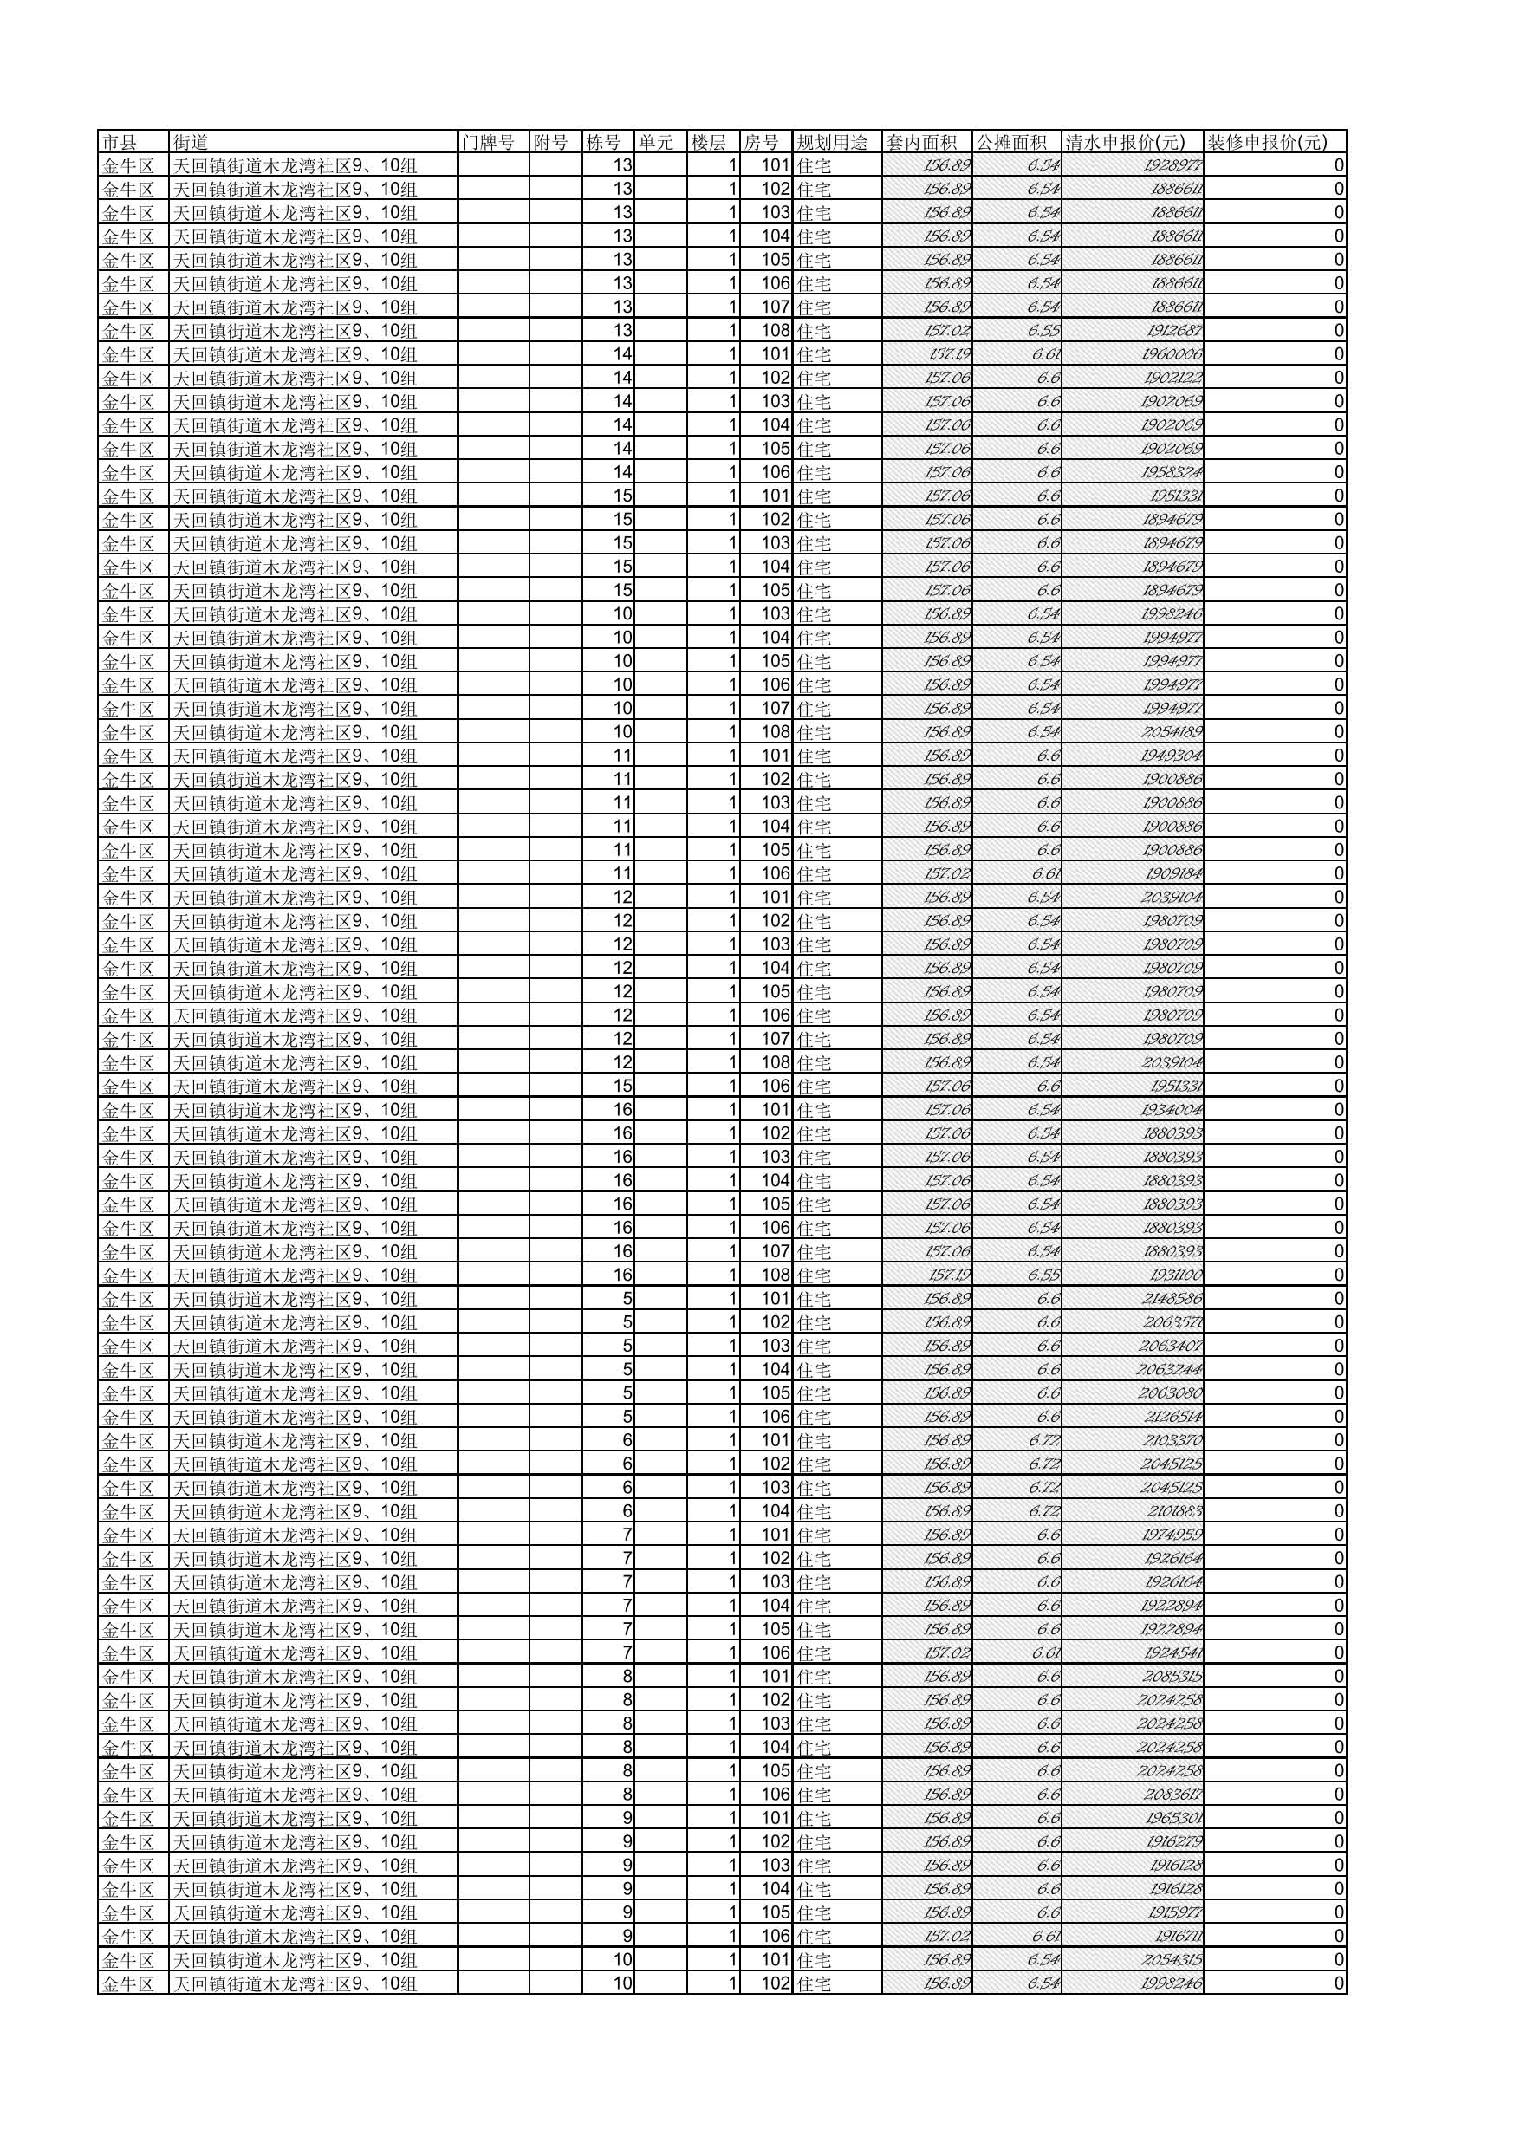 市县 街道 门牌号 附号 栋号 单元 楼层 房号 规划用途 套内面积 公摊面积 清水申报价(元) 装修申报价(元)
金牛区 天回镇街道木龙湾社区9、10组 13 1 101 住宅 156.89 6.54 1928977 0
金牛区 天回镇街道木龙湾社区9、10组 13 1 102 住宅 156.89 6.54 1886611 0
金牛区 天回镇街道木龙湾社区9、10组 13 1 103 住宅 156.89 6.54 1886611 0
金牛区 天回镇街道木龙湾社区9、10组 13 1 104 住宅 156.89 6.54 1886611 0
金牛区 天回镇街道木龙湾社区9、10组 13 1 105 住宅 156.89 6.54 1886611 0
金牛区 天回镇街道木龙湾社区9、10组 13 1 106 住宅 156.89 6.54 1886611 0
金牛区 天回镇街道木龙湾社区9、10组 13 1 107 住宅 156.89 6.54 1886611 0
金牛区 天回镇街道木龙湾社区9、10组 13 1 108 住宅 157.02 6.55 1912687 0
金牛区 天回镇街道木龙湾社区9、10组 14 1 101 住宅 157.19 6.61 1960006 0
金牛区 天回镇街道木龙湾社区9、10组 14 1 102 住宅 157.06 6.6 1902122 0
金牛区 天回镇街道木龙湾社区9、10组 14 1 103 住宅 157.06 6.6 1902069 0
金牛区 天回镇街道木龙湾社区9、10组 14 1 104 住宅 157.06 6.6 1902069 0
金牛区 天回镇街道木龙湾社区9、10组 14 1 105 住宅 157.06 6.6 1902069 0
金牛区 天回镇街道木龙湾社区9、10组 14 1 106 住宅 157.06 6.6 1958324 0
金牛区 天回镇街道木龙湾社区9、10组 15 1 101 住宅 157.06 6.6 1951331 0
金牛区 天回镇街道木龙湾社区9、10组 15 1 102 住宅 157.06 6.6 1894679 0
金牛区 天回镇街道木龙湾社区9、10组 15 1 103 住宅 157.06 6.6 1894679 0
金牛区 天回镇街道木龙湾社区9、10组 15 1 104 住宅 157.06 6.6 1894679 0
金牛区 天回镇街道木龙湾社区9、10组 15 1 105 住宅 157.06 6.6 1894679 0
金牛区 天回镇街道木龙湾社区9、10组 10 1 103 住宅 156.89 6.54 1998246 0
金牛区 天回镇街道木龙湾社区9、10组 10 1 104 住宅 156.89 6.54 1994977 0
金牛区 天回镇街道木龙湾社区9、10组 10 1 105 住宅 156.89 6.54 1994977 0
金牛区 天回镇街道木龙湾社区9、10组 10 1 106 住宅 156.89 6.54 1994977 0
金牛区 天回镇街道木龙湾社区9、10组 10 1 107 住宅 156.89 6.54 1994977 0
金牛区 天回镇街道木龙湾社区9、10组 10 1 108 住宅 156.89 6.54 2054189 0
金牛区 天回镇街道木龙湾社区9、10组 11 1 101 住宅 156.89 6.6 1949304 0
金牛区 天回镇街道木龙湾社区9、10组 11 1 102 住宅 156.89 6.6 1900886 0
金牛区 天回镇街道木龙湾社区9、10组 11 1 103 住宅 156.89 6.6 1900886 0
金牛区 天回镇街道木龙湾社区9、10组 11 1 104 住宅 156.89 6.6 1900886 0
金牛区 天回镇街道木龙湾社区9、10组 11 1 105 住宅 156.89 6.6 1900886 0
金牛区 天回镇街道木龙湾社区9、10组 11 1 106 住宅 157.02 6.61 1909184 0
金牛区 天回镇街道木龙湾社区9、10组 12 1 101 住宅 156.89 6.54 2039104 0
金牛区 天回镇街道木龙湾社区9、10组 12 1 102 住宅 156.89 6.54 1980709 0
金牛区 天回镇街道木龙湾社区9、10组 12 1 103 住宅 156.89 6.54 1980709 0
金牛区 天回镇街道木龙湾社区9、10组 12 1 104 住宅 156.89 6.54 1980709 0
金牛区 天回镇街道木龙湾社区9、10组 12 1 105 住宅 156.89 6.54 1980709 0
金牛区 天回镇街道木龙湾社区9、10组 12 1 106 住宅 156.89 6.54 1980709 0
金牛区 天回镇街道木龙湾社区9、10组 12 1 107 住宅 156.89 6.54 1980709 0
金牛区 天回镇街道木龙湾社区9、10组 12 1 108 住宅 156.89 6.54 2039104 0
金牛区 天回镇街道木龙湾社区9、10组 15 1 106 住宅 157.06 6.6 1951331 0
金牛区 天回镇街道木龙湾社区9、10组 16 1 101 住宅 157.06 6.54 1934004 0
金牛区 天回镇街道木龙湾社区9、10组 16 1 102 住宅 157.06 6.54 1880393 0
金牛区 天回镇街道木龙湾社区9、10组 16 1 103 住宅 157.06 6.54 1880393 0
金牛区 天回镇街道木龙湾社区9、10组 16 1 104 住宅 157.06 6.54 1880393 0
金牛区 天回镇街道木龙湾社区9、10组 16 1 105 住宅 157.06 6.54 1880393 0
金牛区 天回镇街道木龙湾社区9、10组 16 1 106 住宅 157.06 6.54 1880393 0
金牛区 天回镇街道木龙湾社区9、10组 16 1 107 住宅 157.06 6.54 1880393 0
金牛区 天回镇街道木龙湾社区9、10组 16 1 108 住宅 157.19 6.55 1931100 0
金牛区 天回镇街道木龙湾社区9、10组 5 1 101 住宅 156.89 6.6 2148586 0
金牛区 天回镇街道木龙湾社区9、10组 5 1 102 住宅 156.89 6.6 2063571 0
金牛区 天回镇街道木龙湾社区9、10组 5 1 103 住宅 156.89 6.6 2063407 0
金牛区 天回镇街道木龙湾社区9、10组 5 1 104 住宅 156.89 6.6 2063244 0
金牛区 天回镇街道木龙湾社区9、10组 5 1 105 住宅 156.89 6.6 2063080 0
金牛区 天回镇街道木龙湾社区9、10组 5 1 106 住宅 156.89 6.6 2126514 0
金牛区 天回镇街道木龙湾社区9、10组 6 1 101 住宅 156.89 6.72 2103370 0
金牛区 天回镇街道木龙湾社区9、10组 6 1 102 住宅 156.89 6.72 2045125 0
金牛区 天回镇街道木龙湾社区9、10组 6 1 103 住宅 156.89 6.72 2045125 0
金牛区 天回镇街道木龙湾社区9、10组 6 1 104 住宅 156.89 6.72 2101883 0
金牛区 天回镇街道木龙湾社区9、10组 7 1 101 住宅 156.89 6.6 1974959 0
金牛区 天回镇街道木龙湾社区9、10组 7 1 102 住宅 156.89 6.6 1926164 0
金牛区 天回镇街道木龙湾社区9、10组 7 1 103 住宅 156.89 6.6 1926164 0
金牛区 天回镇街道木龙湾社区9、10组 7 1 104 住宅 156.89 6.6 1922894 0
金牛区 天回镇街道木龙湾社区9、10组 7 1 105 住宅 156.89 6.6 1922894 0
金牛区 天回镇街道木龙湾社区9、10组 7 1 106 住宅 157.02 6.61 1924541 0
金牛区 天回镇街道木龙湾社区9、10组 8 1 101 住宅 156.89 6.6 2085315 0
金牛区 天回镇街道木龙湾社区9、10组 8 1 102 住宅 156.89 6.6 2024258 0
金牛区 天回镇街道木龙湾社区9、10组 8 1 103 住宅 156.89 6.6 2024258 0
金牛区 天回镇街道木龙湾社区9、10组 8 1 104 住宅 156.89 6.6 2024258 0
金牛区 天回镇街道木龙湾社区9、10组 8 1 105 住宅 156.89 6.6 2024258 0
金牛区 天回镇街道木龙湾社区9、10组 8 1 106 住宅 156.89 6.6 2083617 0
金牛区 天回镇街道木龙湾社区9、10组 9 1 101 住宅 156.89 6.6 1965301 0
金牛区 天回镇街道木龙湾社区9、10组 9 1 102 住宅 156.89 6.6 1916279 0
金牛区 天回镇街道木龙湾社区9、10组 9 1 103 住宅 156.89 6.6 1916128 0
金牛区 天回镇街道木龙湾社区9、10组 9 1 104 住宅 156.89 6.6 1916128 0
金牛区 天回镇街道木龙湾社区9、10组 9 1 105 住宅 156.89 6.6 1915977 0
金牛区 天回镇街道木龙湾社区9、10组 9 1 106 住宅 157.02 6.61 1916711 0
金牛区 天回镇街道木龙湾社区9、10组 10 1 101 住宅 156.89 6.54 2054315 0
金牛区 天回镇街道木龙湾社区9、10组 10 1 102 住宅 156.89 6.54 1998246 0